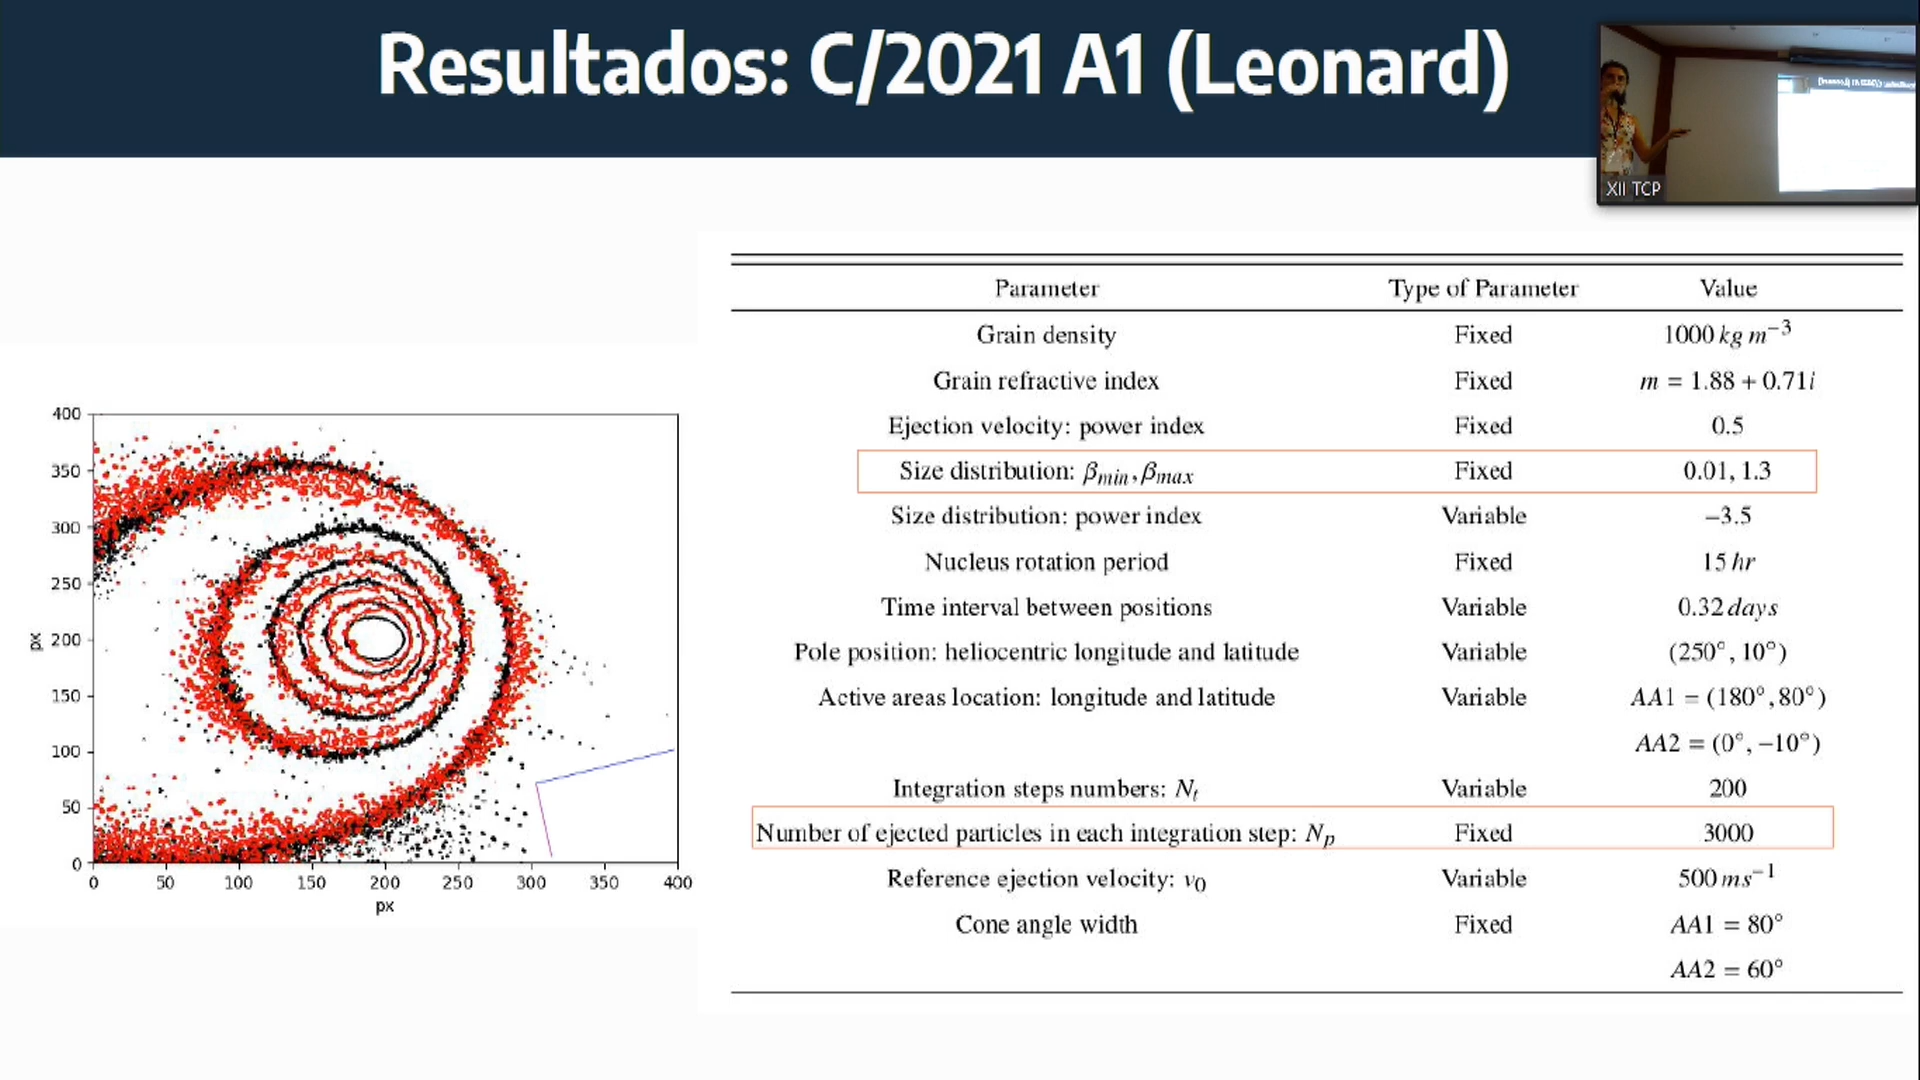 Resultados: C/2021 A1 (Leonard)
XII TCP
Parameter Type of Parameter Value
Grain density Fixed 1000 kg m⁻³
Grain refractive index Fixed m = 1.88 + 0.71i
Ejection velocity: power index Fixed 0.5
Size distribution: βmin, βmax Fixed 0.01, 1.3
Size distribution: power index Variable −3.5
Nucleus rotation period Fixed 15 hr
Time interval between positions Variable 0.32 days
Pole position: heliocentric longitude and latitude Variable (250°, 10°)
Active areas location: longitude and latitude Variable AA1 = (180°, 80°)
AA2 = (0°, −10°)
Integration steps numbers: Nt Variable 200
Number of ejected particles in each integration step: Np Fixed 3000
Reference ejection velocity: v0 Variable 500 ms⁻¹
Cone angle width Fixed AA1 = 80°
AA2 = 60°
400
350
300
250
200
150
100
50
0
px
0 50 100 150 200 250 300 350 400
px